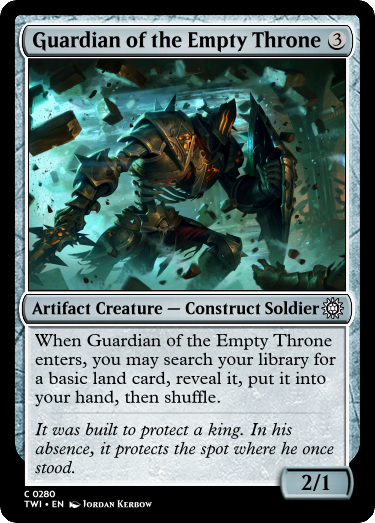 Guardian of the Empty Throne 3
Artifact Creature — Construct Soldier
When Guardian of the Empty Throne
enters, you may search your library for
a basic land card, reveal it, put it into
your hand, then shuffle.
It was built to protect a king. In his
absence, it protects the spot where he once
stood.
2/1
C 0280
TWI • EN Jordan Kerbow